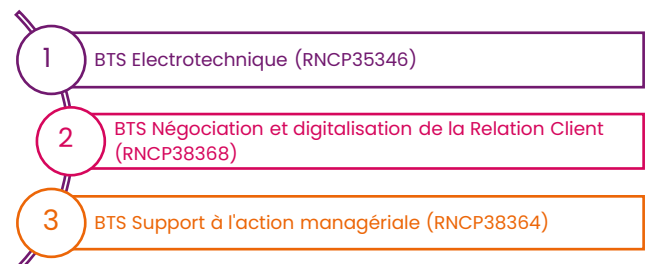 1
BTS Electrotechnique (RNCP35346)
2
BTS Négociation et digitalisation de la Relation Client
(RNCP38368)
3
BTS Support à l'action managériale (RNCP38364)